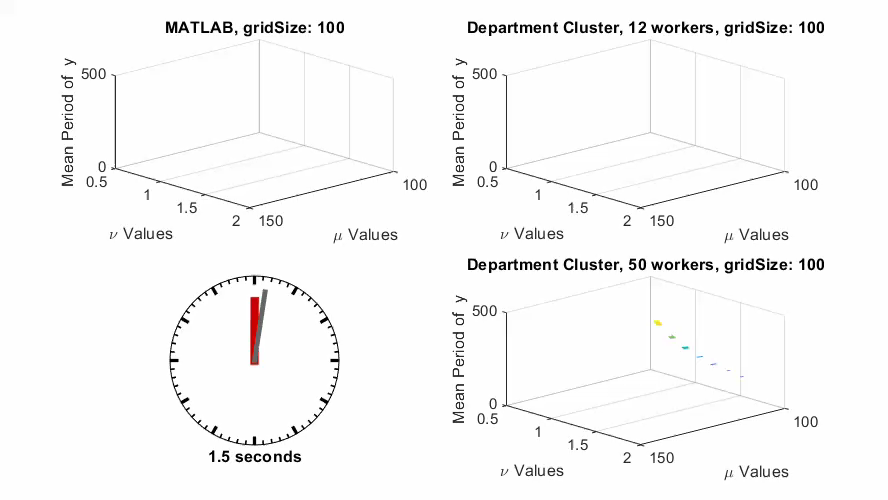 MATLAB, gridSize: 100
500
0
Mean Period of y
0.5
1
1.5
2
150
100
ν Values
μ Values
Department Cluster, 12 workers, gridSize: 100
500
0
Mean Period of y
0.5
1
1.5
2
150
100
ν Values
μ Values
1.5 seconds
Department Cluster, 50 workers, gridSize: 100
500
0
Mean Period of y
0.5
1
1.5
2
150
100
ν Values
μ Values